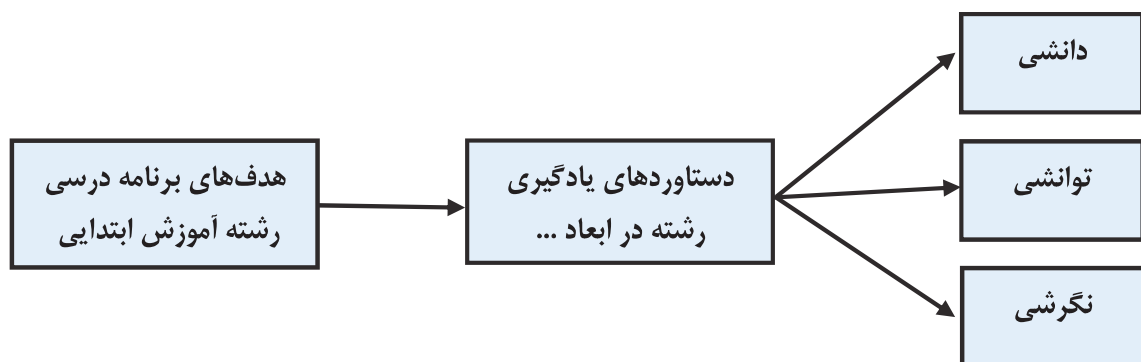 هدف‌های برنامه درسی
رشته آموزش ابتدایی
دستاوردهای یادگیری
رشته در ابعاد ...
دانشی
توانشی
نگرشی